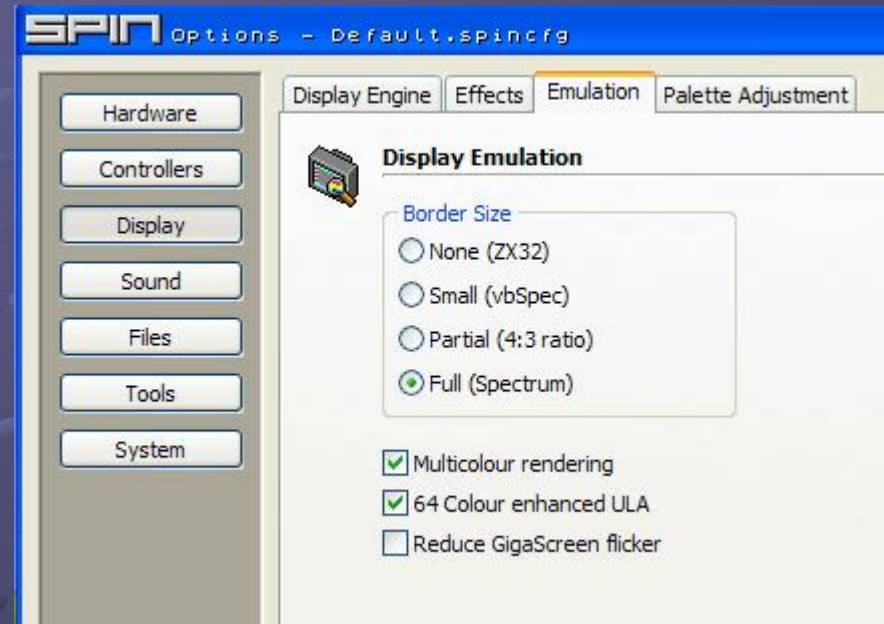 SPIN Options - Default.spincfg
Hardware
Controllers
Display
Sound
Files
Tools
System
Display Engine Effects Emulation Palette Adjustment
Display Emulation
Border Size
None (ZX32)
Small (vbSpec)
Partial (4:3 ratio)
Full (Spectrum)
Multicolour rendering
64 Colour enhanced ULA
Reduce GigaScreen flicker